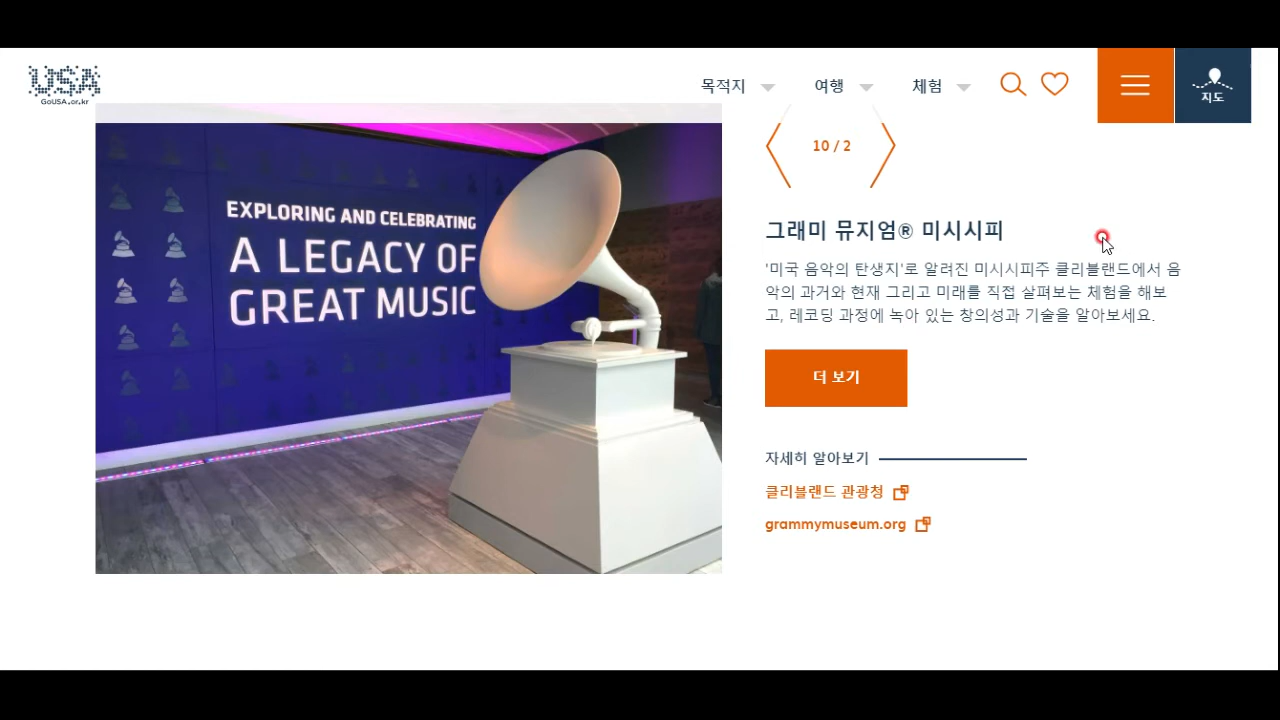 USA
GoUSA.or.kr
목적지
여행
체험
지도
EXPLORING AND CELEBRATING
A LEGACY OF
GREAT MUSIC
10 / 2
그래미 뮤지엄® 미시시피
'미국 음악의 탄생지'로 알려진 미시시피주 클리블랜드에서 음
악의 과거와 현재 그리고 미래를 직접 살펴보는 체험을 해보
고, 레코딩 과정에 녹아 있는 창의성과 기술을 알아보세요.
더 보기
자세히 알아보기
클리블랜드 관광청
grammymuseum.org